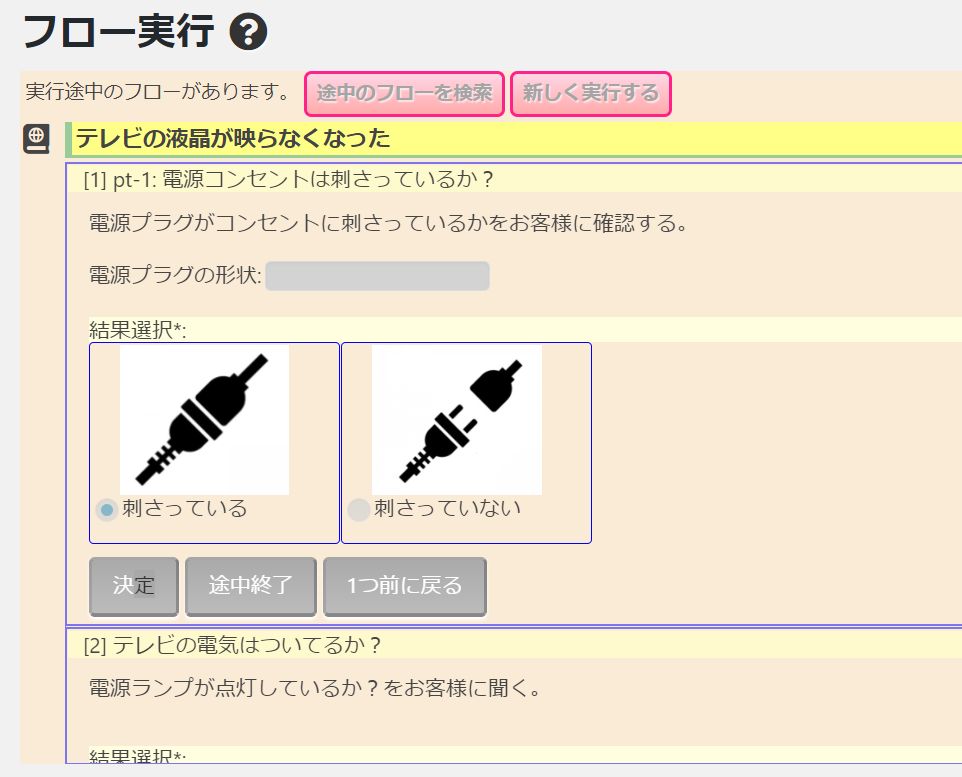 フロー実行 ?
実行途中のフローがあります。 途中のフローを検索 新しく実行する
テレビの液晶が映らなくなった
[1] pt-1: 電源コンセントは刺さっているか？
電源プラグがコンセントに刺さっているかをお客様に確認する。
電源プラグの形状:
結果選択*:
刺さっている 刺さっていない
決定 途中終了 1つ前に戻る
[2] テレビの電気はついてるか？
電源ランプが点灯しているか？をお客様に聞く。
結果選択*: